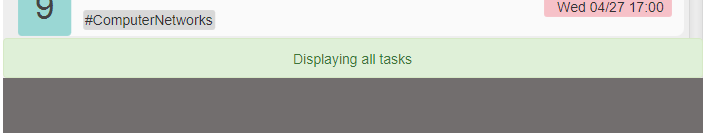 9
#ComputerNetworks
Wed 04/27 17:00
Displaying all tasks